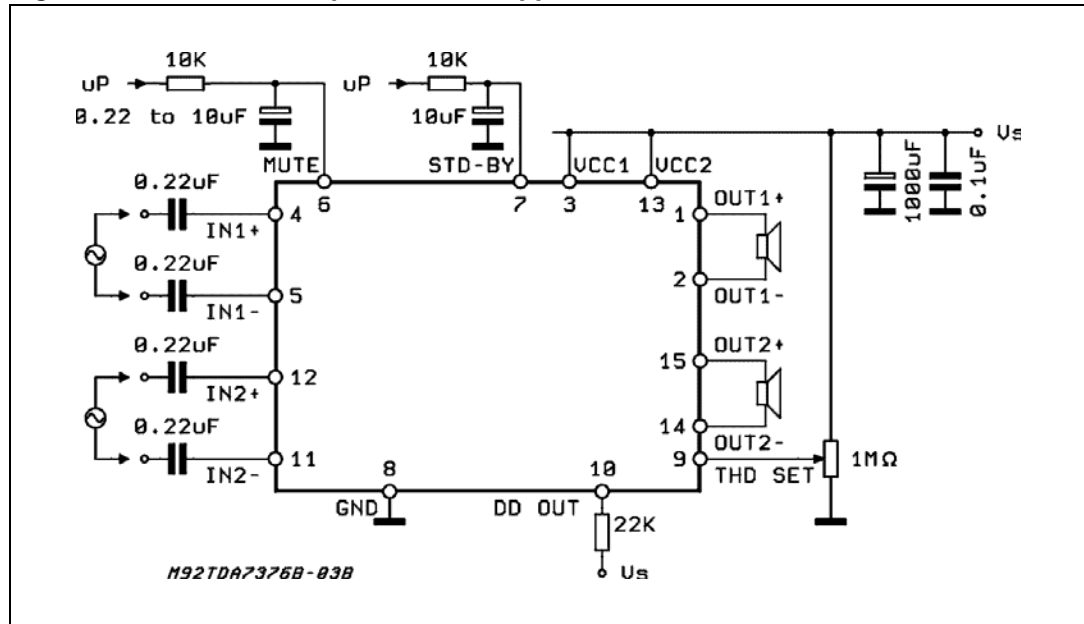 10K
10K
uP
uP
0.22 to 10uF
10uF
Vs
MUTE
STD-BY
VCC1
VCC2
1000uF
0.1uF
6
7
3
13
0.22uF
4
IN1+
1
OUT1+
0.22uF
5
IN1-
2
OUT1-
0.22uF
12
IN2+
15
OUT2+
0.22uF
11
IN2-
14
OUT2-
9
THD SET
1MΩ
8
10
GND
DD OUT
22K
M92TDA7376B-03B
Vs